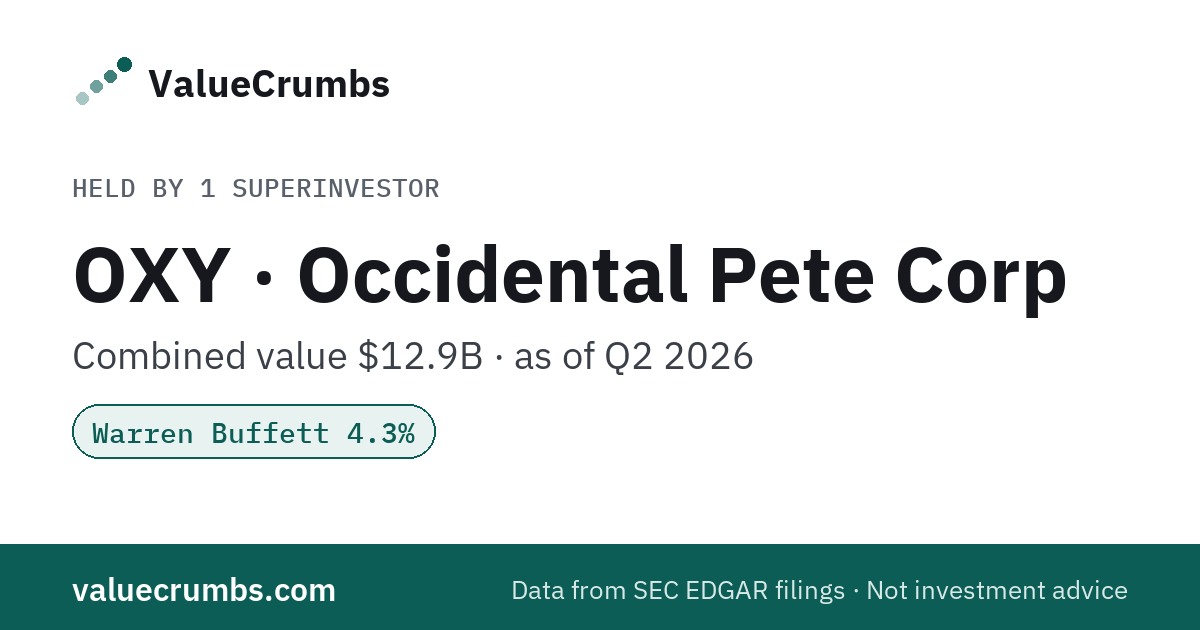 ValueCrumbs
HELD BY 1 SUPERINVESTOR
OXY · Occidental Pete Corp
Combined value $12.9B · as of Q2 2026
Warren Buffett 4.3%
valuecrumbs.com
Data from SEC EDGAR filings · Not investment advice